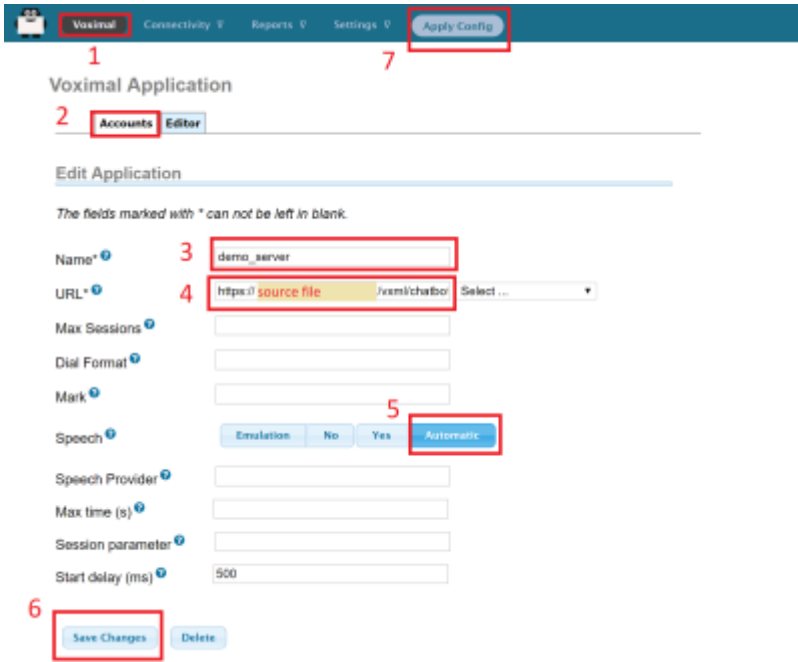 Voximal Connectivity Reports Settings Apply Config
1
7
Voximal Application
2 Accounts Editor
Edit Application
The fields marked with * can not be left in blank.
Name* ? 3 demo_server
URL* ? 4 https:// source file Select ...
Max Sessions ?
Dial Format ?
Mark ?
5
Speech ? Emulation No Yes Automatic
Speech Provider ?
Max time (s) ?
Session parameter ?
Start delay (ms) ? 500
6
Save Changes Delete